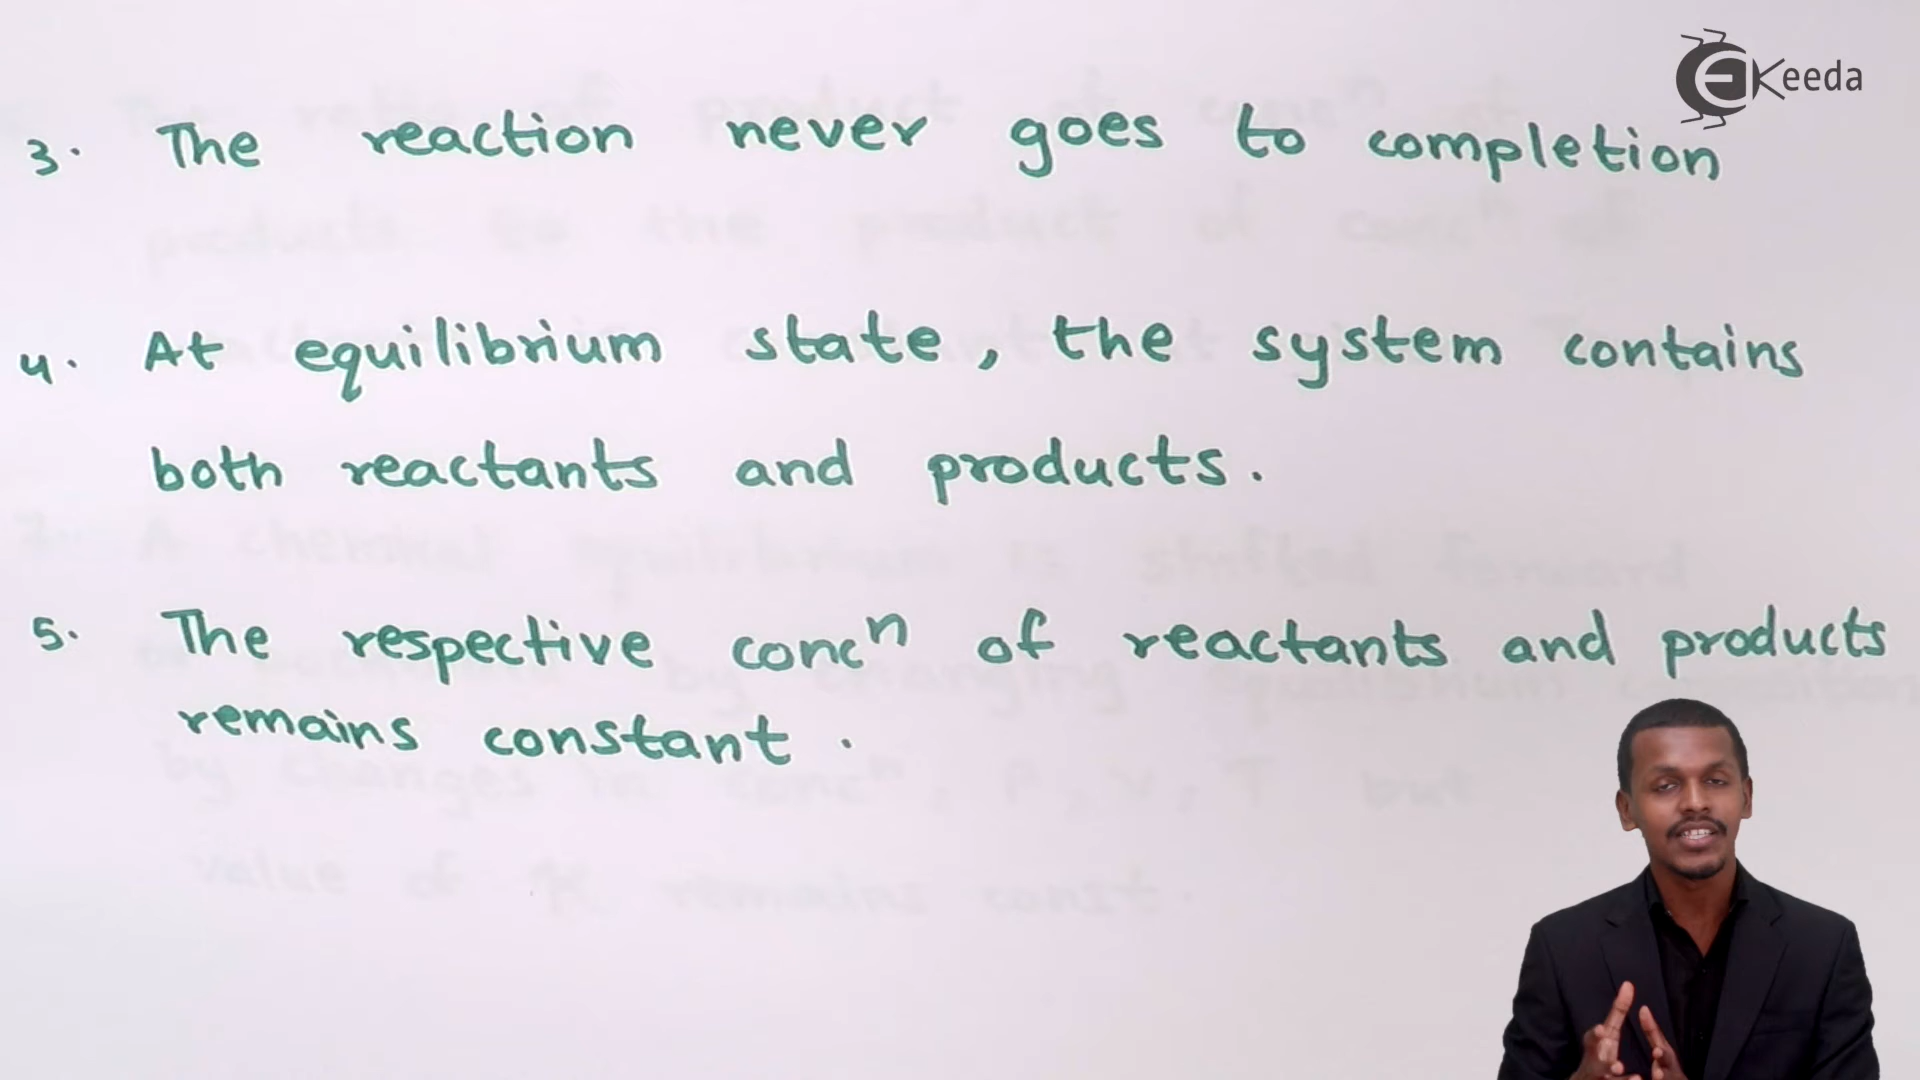 Keeda
3. The reaction never goes to completion
4. At equilibrium state, the system contains
both reactants and products.
5. The respective concⁿ of reactants and products
remains constant.